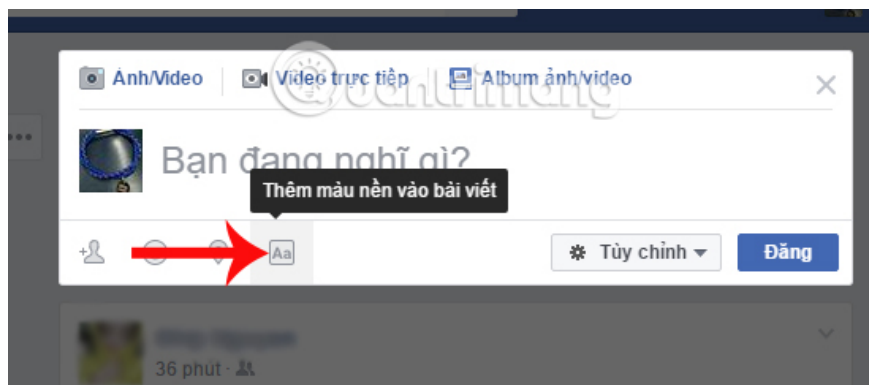 Ảnh/Video Video trực tiếp Album ảnh/video
Quantrimang
Bạn đang nghĩ gì?
Thêm màu nền vào bài viết
Aa Tùy chỉnh Đăng
36 phút ·